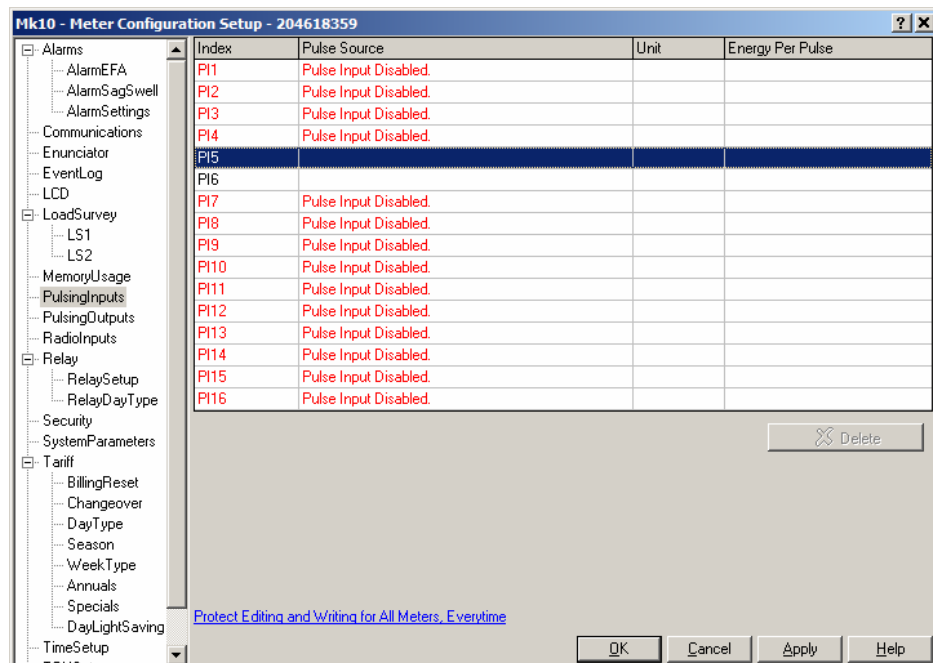 Mk10 - Meter Configuration Setup - 204618359
Alarms
AlarmEFA
AlarmSagSwell
AlarmSettings
Communications
Enunciator
EventLog
LCD
LoadSurvey
LS1
LS2
MemoryUsage
PulsingInputs
PulsingOutputs
RadioInputs
Relay
RelaySetup
RelayDayType
Security
SystemParameters
Tariff
BillingReset
Changeover
DayType
Season
WeekType
Annuals
Specials
DayLightSaving
TimeSetup
Index Pulse Source Unit Energy Per Pulse
PI1 Pulse Input Disabled.
PI2 Pulse Input Disabled.
PI3 Pulse Input Disabled.
PI4 Pulse Input Disabled.
PI5
PI6
PI7 Pulse Input Disabled.
PI8 Pulse Input Disabled.
PI9 Pulse Input Disabled.
PI10 Pulse Input Disabled.
PI11 Pulse Input Disabled.
PI12 Pulse Input Disabled.
PI13 Pulse Input Disabled.
PI14 Pulse Input Disabled.
PI15 Pulse Input Disabled.
PI16 Pulse Input Disabled.
Delete
Protect Editing and Writing for All Meters, Everytime
OK Cancel Apply Help